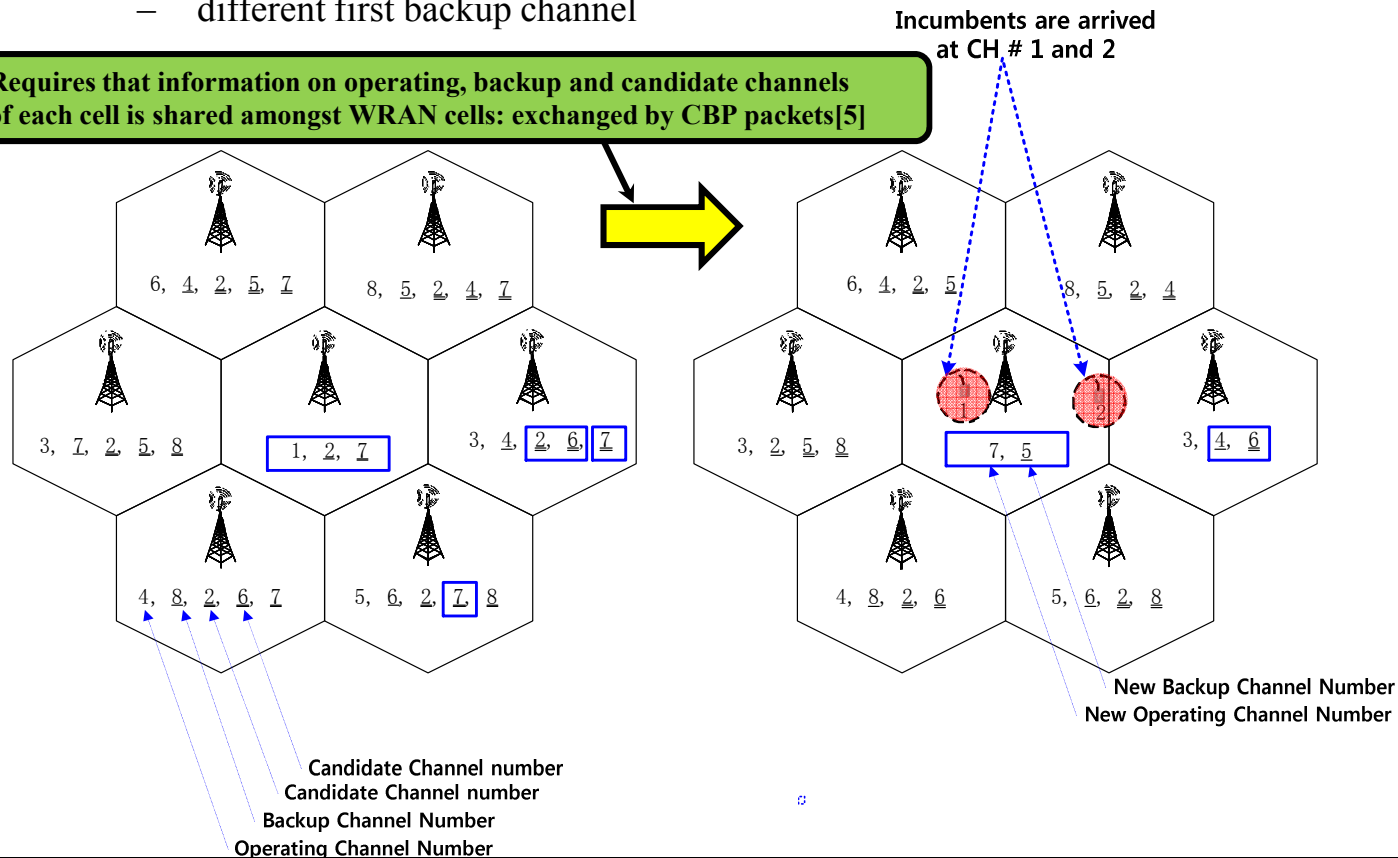 – different first backup channel
Incumbents are arrived
at CH # 1 and 2
Requires that information on operating, backup and candidate channels
of each cell is shared amongst WRAN cells: exchanged by CBP packets[5]
6, 4, 2, 5, 7
8, 5, 2, 4, 7
6, 4, 2, 5
8, 5, 2, 4
3, 7, 2, 5, 8
1, 2, 7
3, 4, 2, 6, 7
3, 2, 5, 8
1
2
7, 5
3, 4, 6
4, 8, 2, 6, 7
5, 6, 2, 7, 8
4, 8, 2, 6
5, 6, 2, 8
New Backup Channel Number
New Operating Channel Number
Candidate Channel number
Candidate Channel number
Backup Channel Number
Operating Channel Number